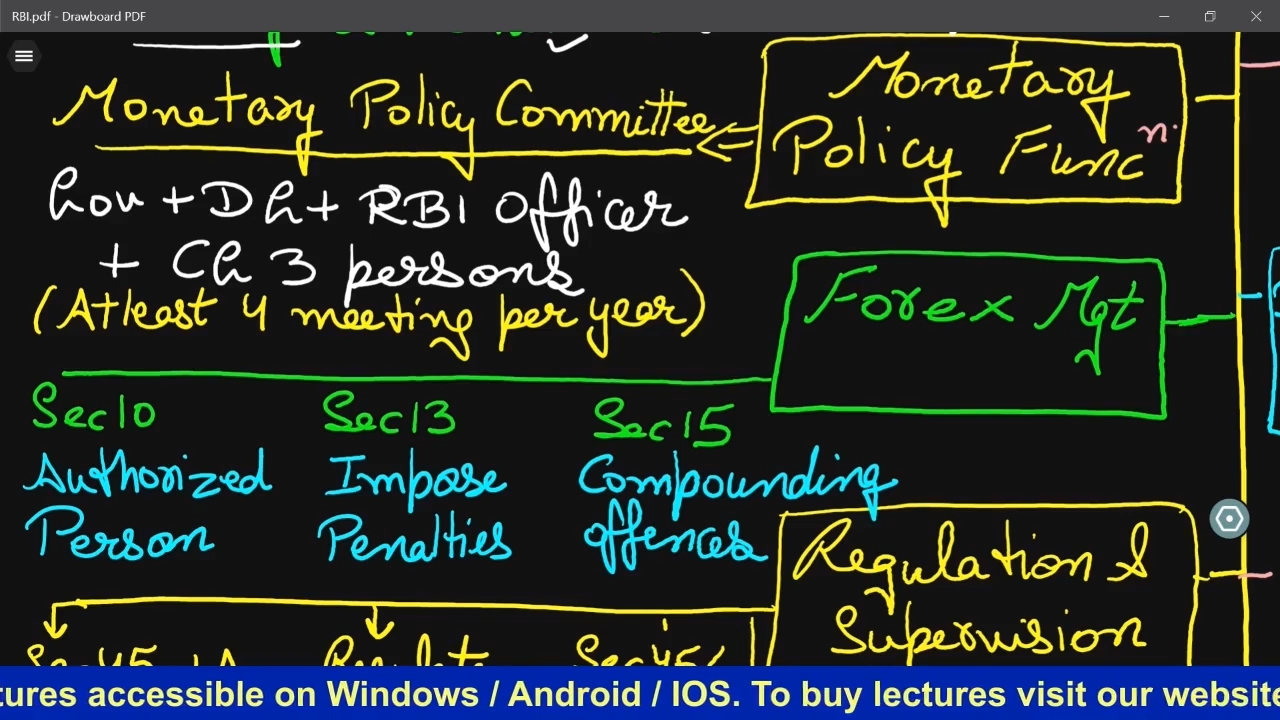 RBI.pdf - Drawboard PDF
Monetary Policy Committee
Monetary
Policy Funcⁿ.
Gov + DG + RBI Officer
+ CG 3 persons
(Atleast 4 meeting per year)
Forex Mgt
Sec10 Sec13 Sec15
Authorized Impose Compounding
Person Penalties offences
Regulation &
Supervision
tures accessible on Windows / Android / IOS. To buy lectures visit our website